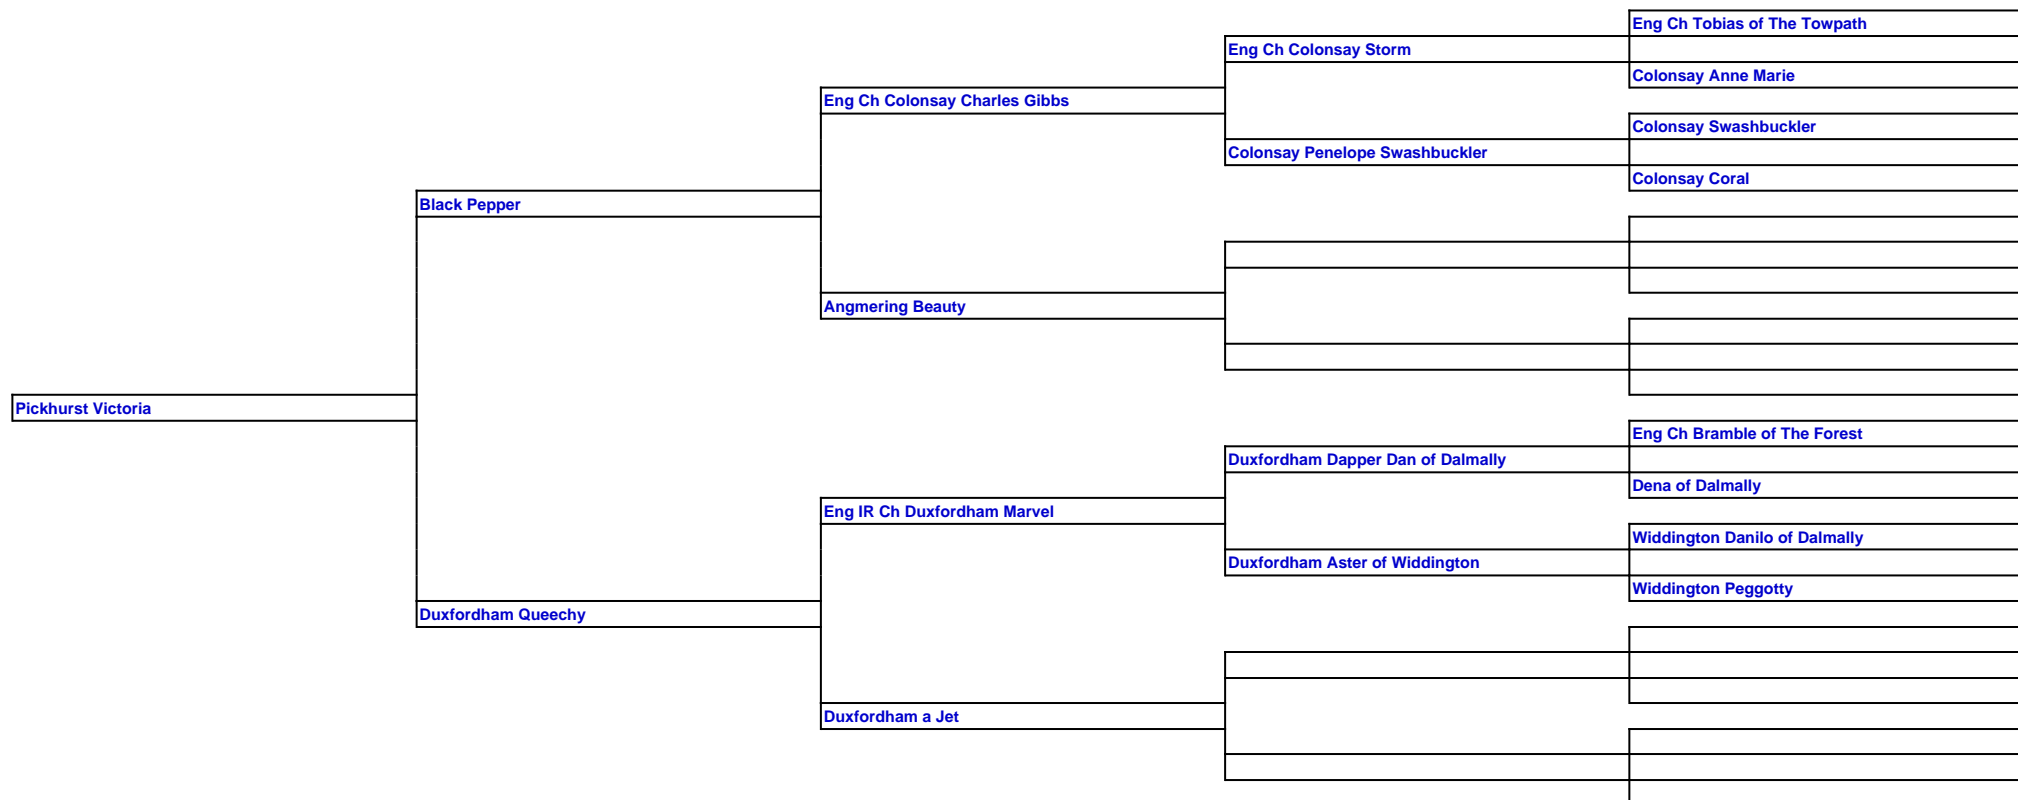 Eng Ch Tobias of The Towpath
Eng Ch Colonsay Storm
Colonsay Anne Marie
Eng Ch Colonsay Charles Gibbs
Colonsay Swashbuckler
Colonsay Penelope Swashbuckler
Colonsay Coral
Black Pepper
Angmering Beauty
Pickhurst Victoria
Eng Ch Bramble of The Forest
Duxfordham Dapper Dan of Dalmally
Dena of Dalmally
Eng IR Ch Duxfordham Marvel
Widdington Danilo of Dalmally
Duxfordham Aster of Widdington
Widdington Peggotty
Duxfordham Queechy
Duxfordham a Jet